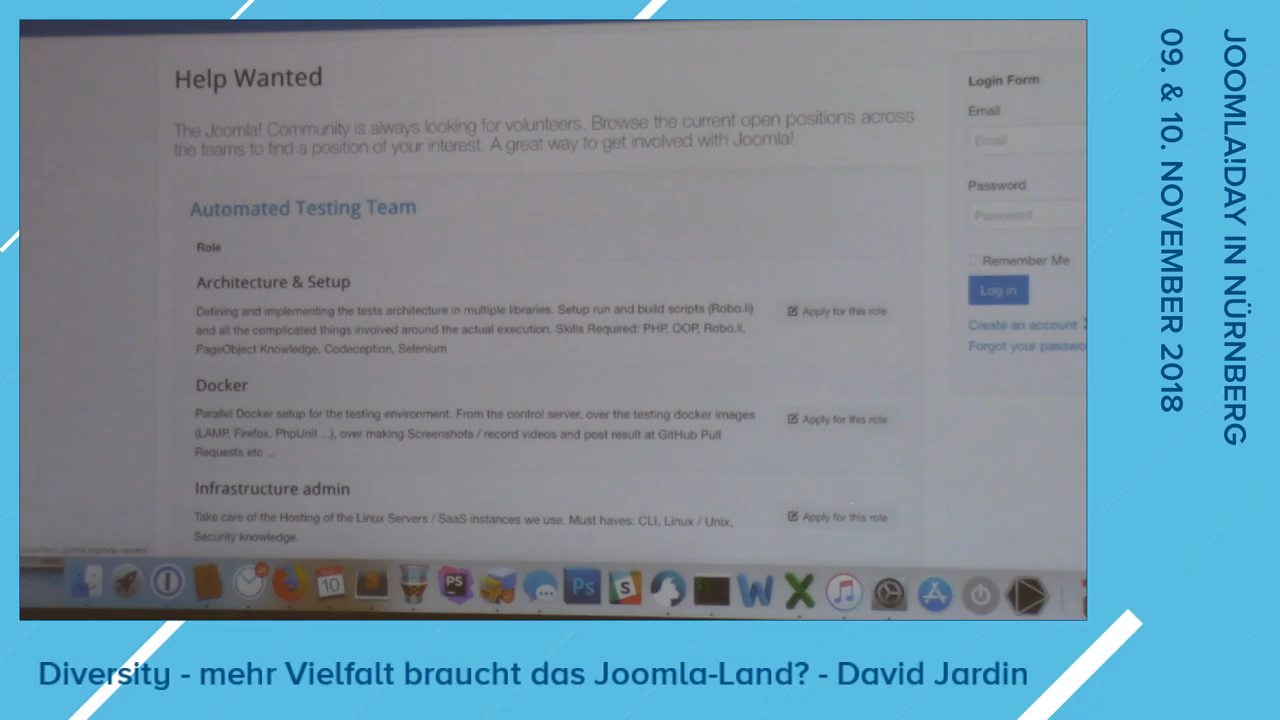 Help Wanted
The Joomla! Community is always looking for volunteers. Browse the current open positions across
the teams to find a position of your interest. A great way to get involved with Joomla!
Automated Testing Team
Role
Architecture & Setup
Defining and implementing the tests architecture in multiple libraries. Setup run and build scripts (Robo.li)
and all the complicated things involved around the actual execution. Skills Required: PHP, OOP, Robo.li,
PageObject Knowledge, Codeception, Selenium
Apply for this role
Docker
Parallel Docker setup for the testing environment. From the control server, over the testing docker images
(LAMP, Firefox, PhpUnit ...), over making Screenshots / record videos and post result at GitHub Pull
Requests etc ...
Apply for this role
Infrastructure admin
Take care of the Hosting of the Linux Servers / SaaS instances we use. Must haves: CLI, Linux / Unix,
Security knowledge.
Apply for this role
Login Form
Email
Email
Password
Password
Remember Me
Log in
Create an account
Forgot your passwo
10
PS
Ps
S
JOOMLA!DAY IN NÜRNBERG
09. & 10. NOVEMBER 2018
Diversity - mehr Vielfalt braucht das Joomla-Land? - David Jardin